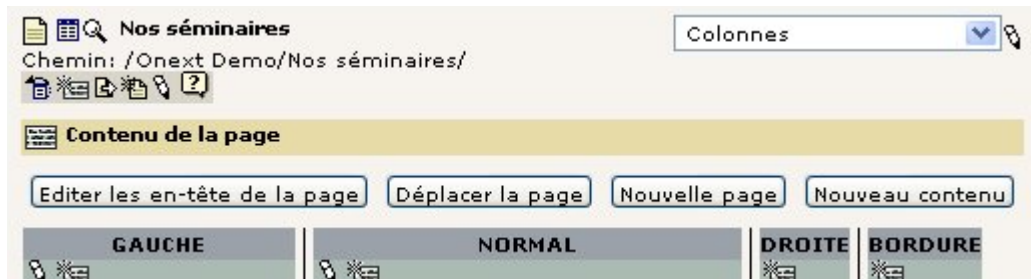 Nos séminaires
Colonnes
Chemin: /Onext Demo/Nos séminaires/
Contenu de la page
Editer les en-tête de la page Déplacer la page Nouvelle page Nouveau contenu
GAUCHE NORMAL DROITE BORDURE